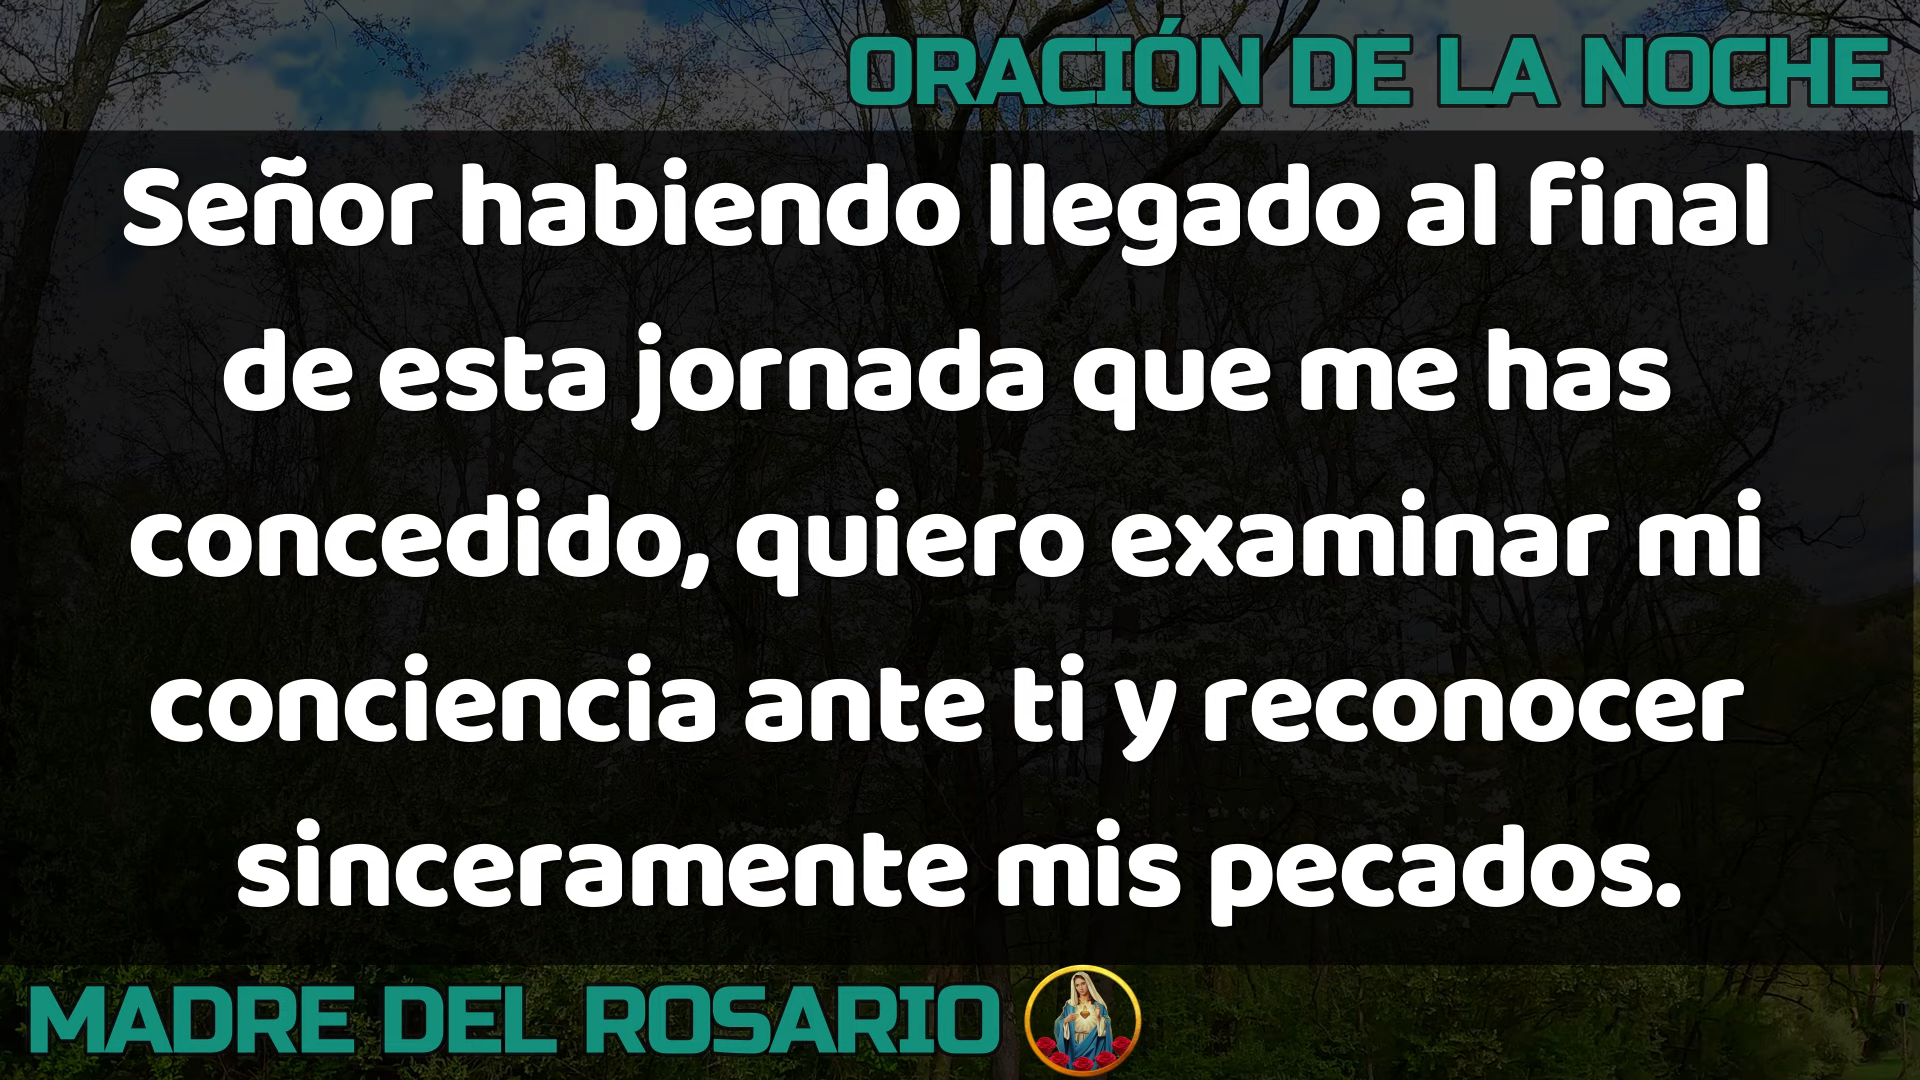 ORACIÓN DE LA NOCHE
Señor habiendo llegado al final
de esta jornada que me has
concedido, quiero examinar mi
conciencia ante ti y reconocer
sinceramente mis pecados.
MADRE DEL ROSARIO